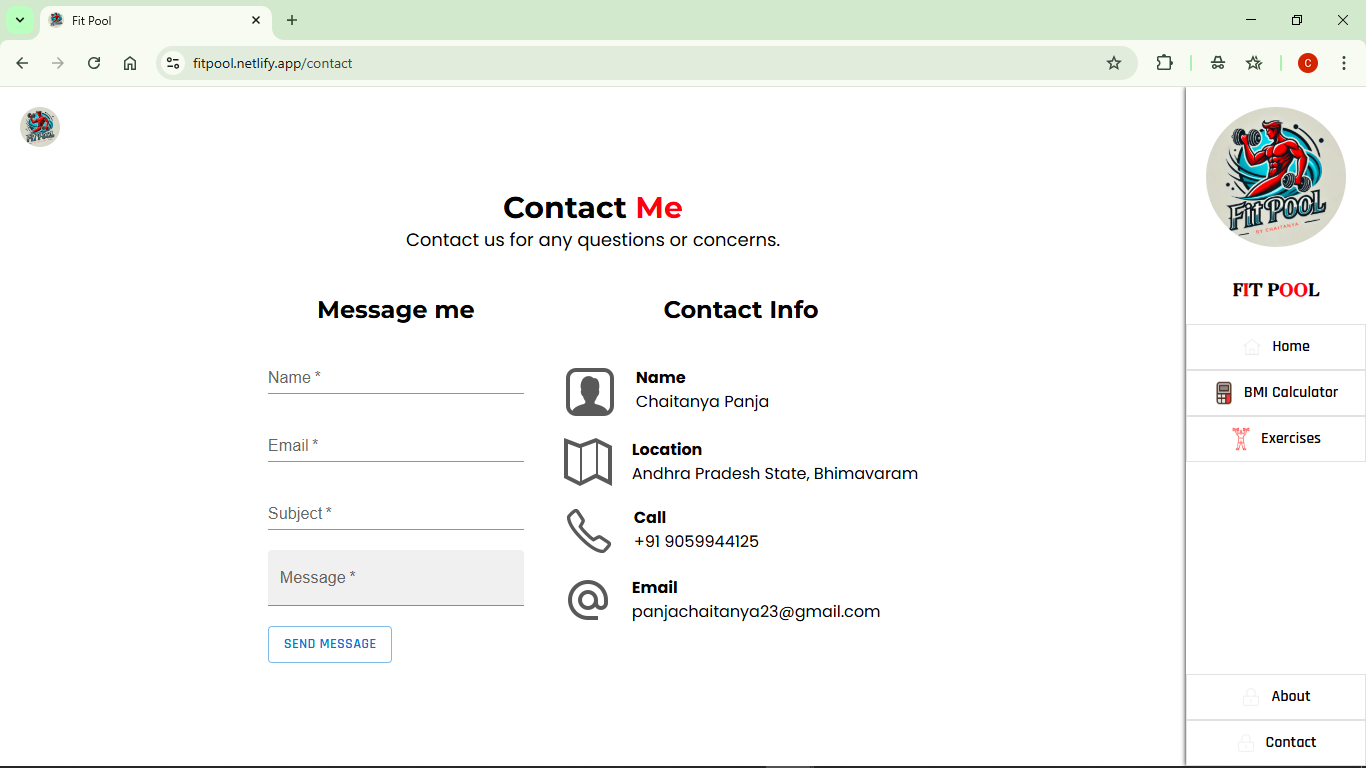 Fit Pool
fitpool.netlify.app/contact
C
FIT POOL
Contact Me
Contact us for any questions or concerns.
Message me
Name *
Email *
Subject *
Message *
SEND MESSAGE
Contact Info
Name
Chaitanya Panja
Location
Andhra Pradesh State, Bhimavaram
Call
+91 9059944125
Email
panjachaitanya23@gmail.com
FIT POOL
BY CHAITANYA
FIT POOL
Home
BMI Calculator
Exercises
About
Contact